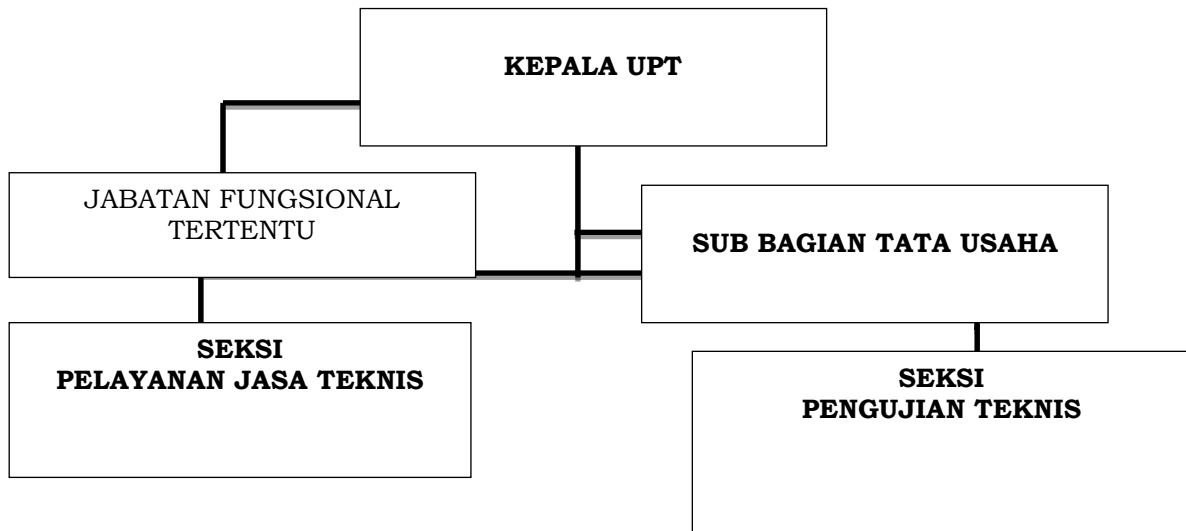 KEPALA UPT
JABATAN FUNGSIONAL
TERTENTU
SUB BAGIAN TATA USAHA
SEKSI
PELAYANAN JASA TEKNIS
SEKSI
PENGUJIAN TEKNIS